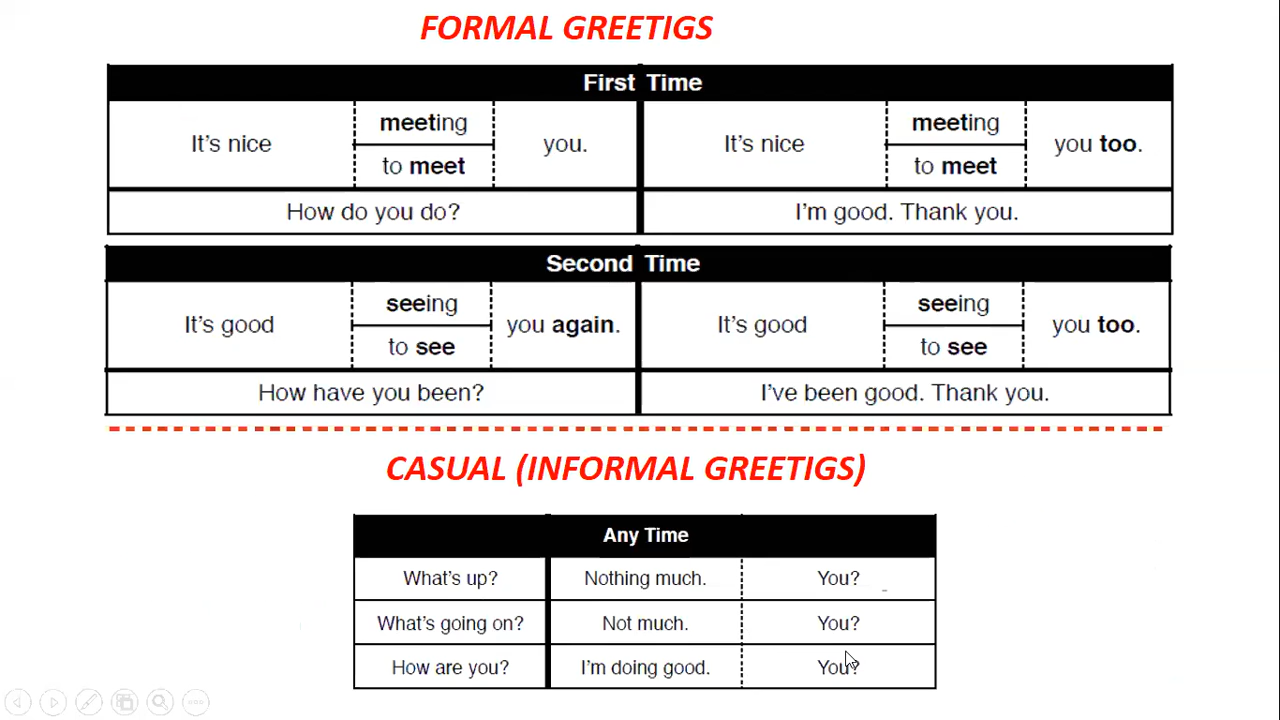 FORMAL GREETIGS
First Time
It's nice meeting you. It's nice meeting you too.
to meet to meet
How do you do? I'm good. Thank you.
Second Time
It's good seeing you again. It's good seeing you too.
to see to see
How have you been? I've been good. Thank you.
CASUAL (INFORMAL GREETIGS)
Any Time
What's up? Nothing much. You?
What's going on? Not much. You?
How are you? I'm doing good. You?